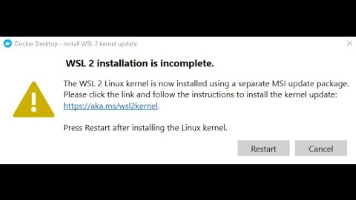 Docker Desktop - Install WSL 2 kernel update
WSL 2 installation is incomplete.
The WSL 2 Linux kernel is now installed using a separate MSI update package.
Please click the link and follow the instructions to install the kernel update:
https://aka.ms/wsl2kernel.
Press Restart after installing the Linux kernel.
Restart Cancel